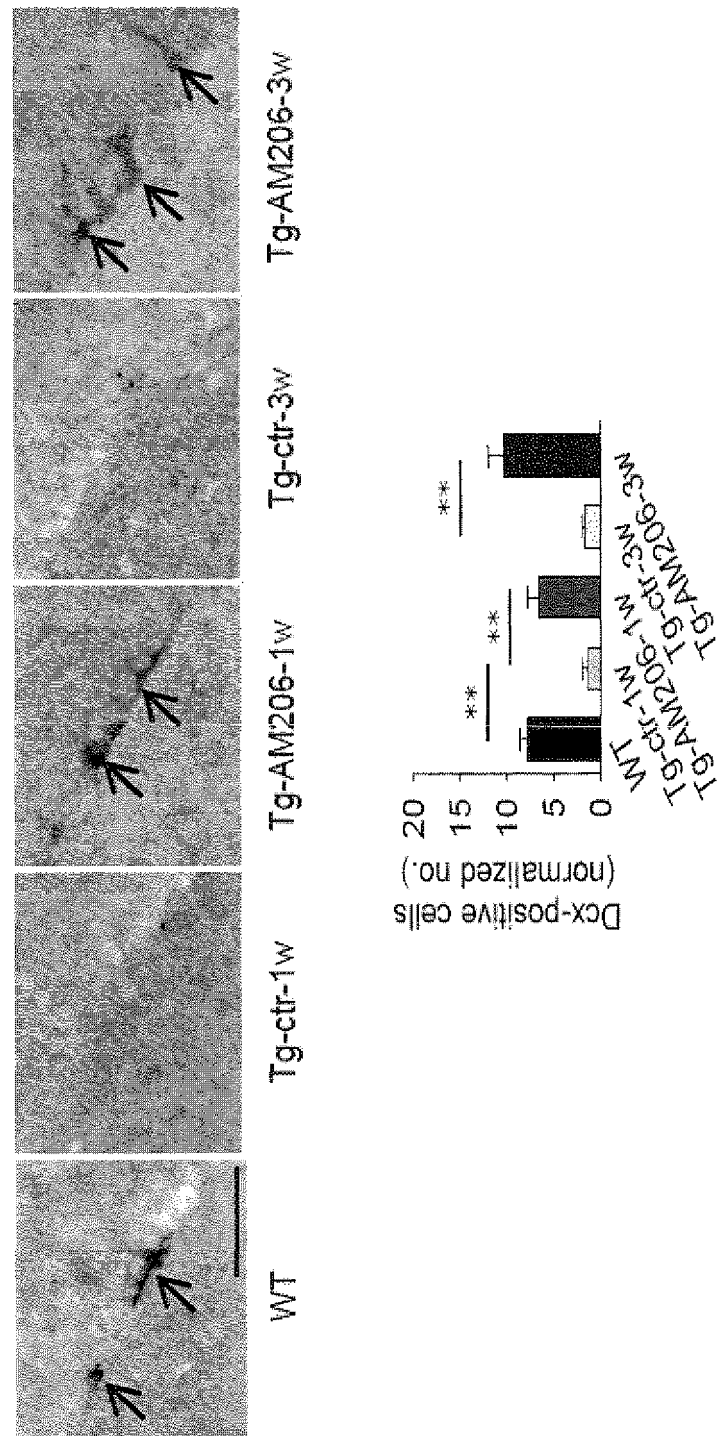 WT
Tg-ctr-1w
Tg-AM206-1w
Tg-ctr-3w
Tg-AM206-3w
Dcx-positive cells
(normalized no.)
20
15
10
5
0
**
**
**
WT
Tg-ctr-1w
Tg-AM206-1w
Tg-ctr-3w
Tg-AM206-3w